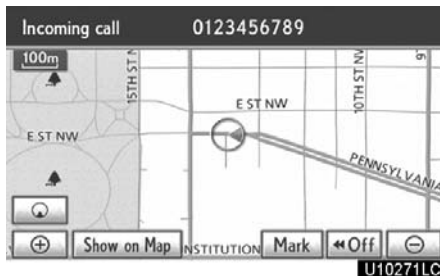 Incoming call 0123456789
100m
15TH ST N
E ST NW
10TH ST NV
E ST NW
PENNSYLVANIA
Show on Map
NSTITUTION
Mark
Off
U10271LC